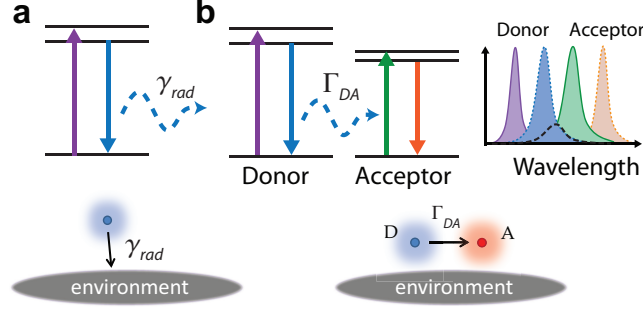 a
γrad
b
ΓDA
Donor
Acceptor
Donor Acceptor
Wavelength
γrad
environment
D
ΓDA
A
environment